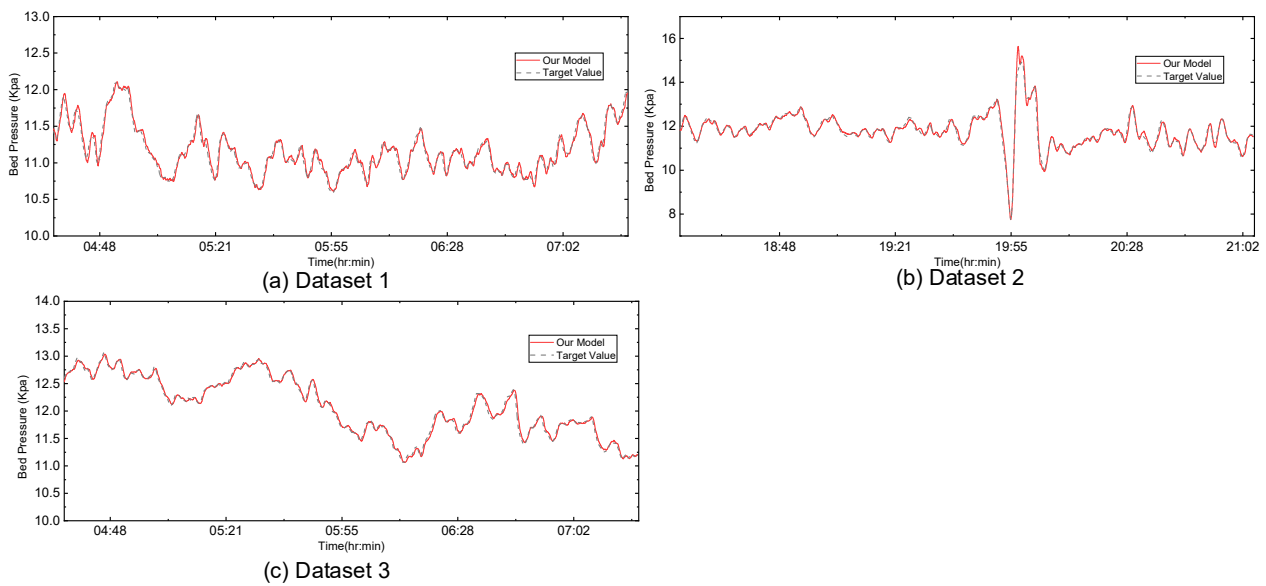 13.0
12.5
12.0
11.5
11.0
10.5
10.0
Bed Pressure (Kpa)
Our Model
Target Value
04:48 05:21 05:55 06:28 07:02
Time(hr:min)
(a) Dataset 1
16
14
12
10
8
Bed Pressure (Kpa)
Our Model
Target Value
18:48 19:21 19:55 20:28 21:02
Time(hr:min)
(b) Dataset 2
14.0
13.5
13.0
12.5
12.0
11.5
11.0
10.5
10.0
Bed Pressure (Kpa)
Our Model
Target Value
04:48 05:21 05:55 06:28 07:02
Time(hr:min)
(c) Dataset 3